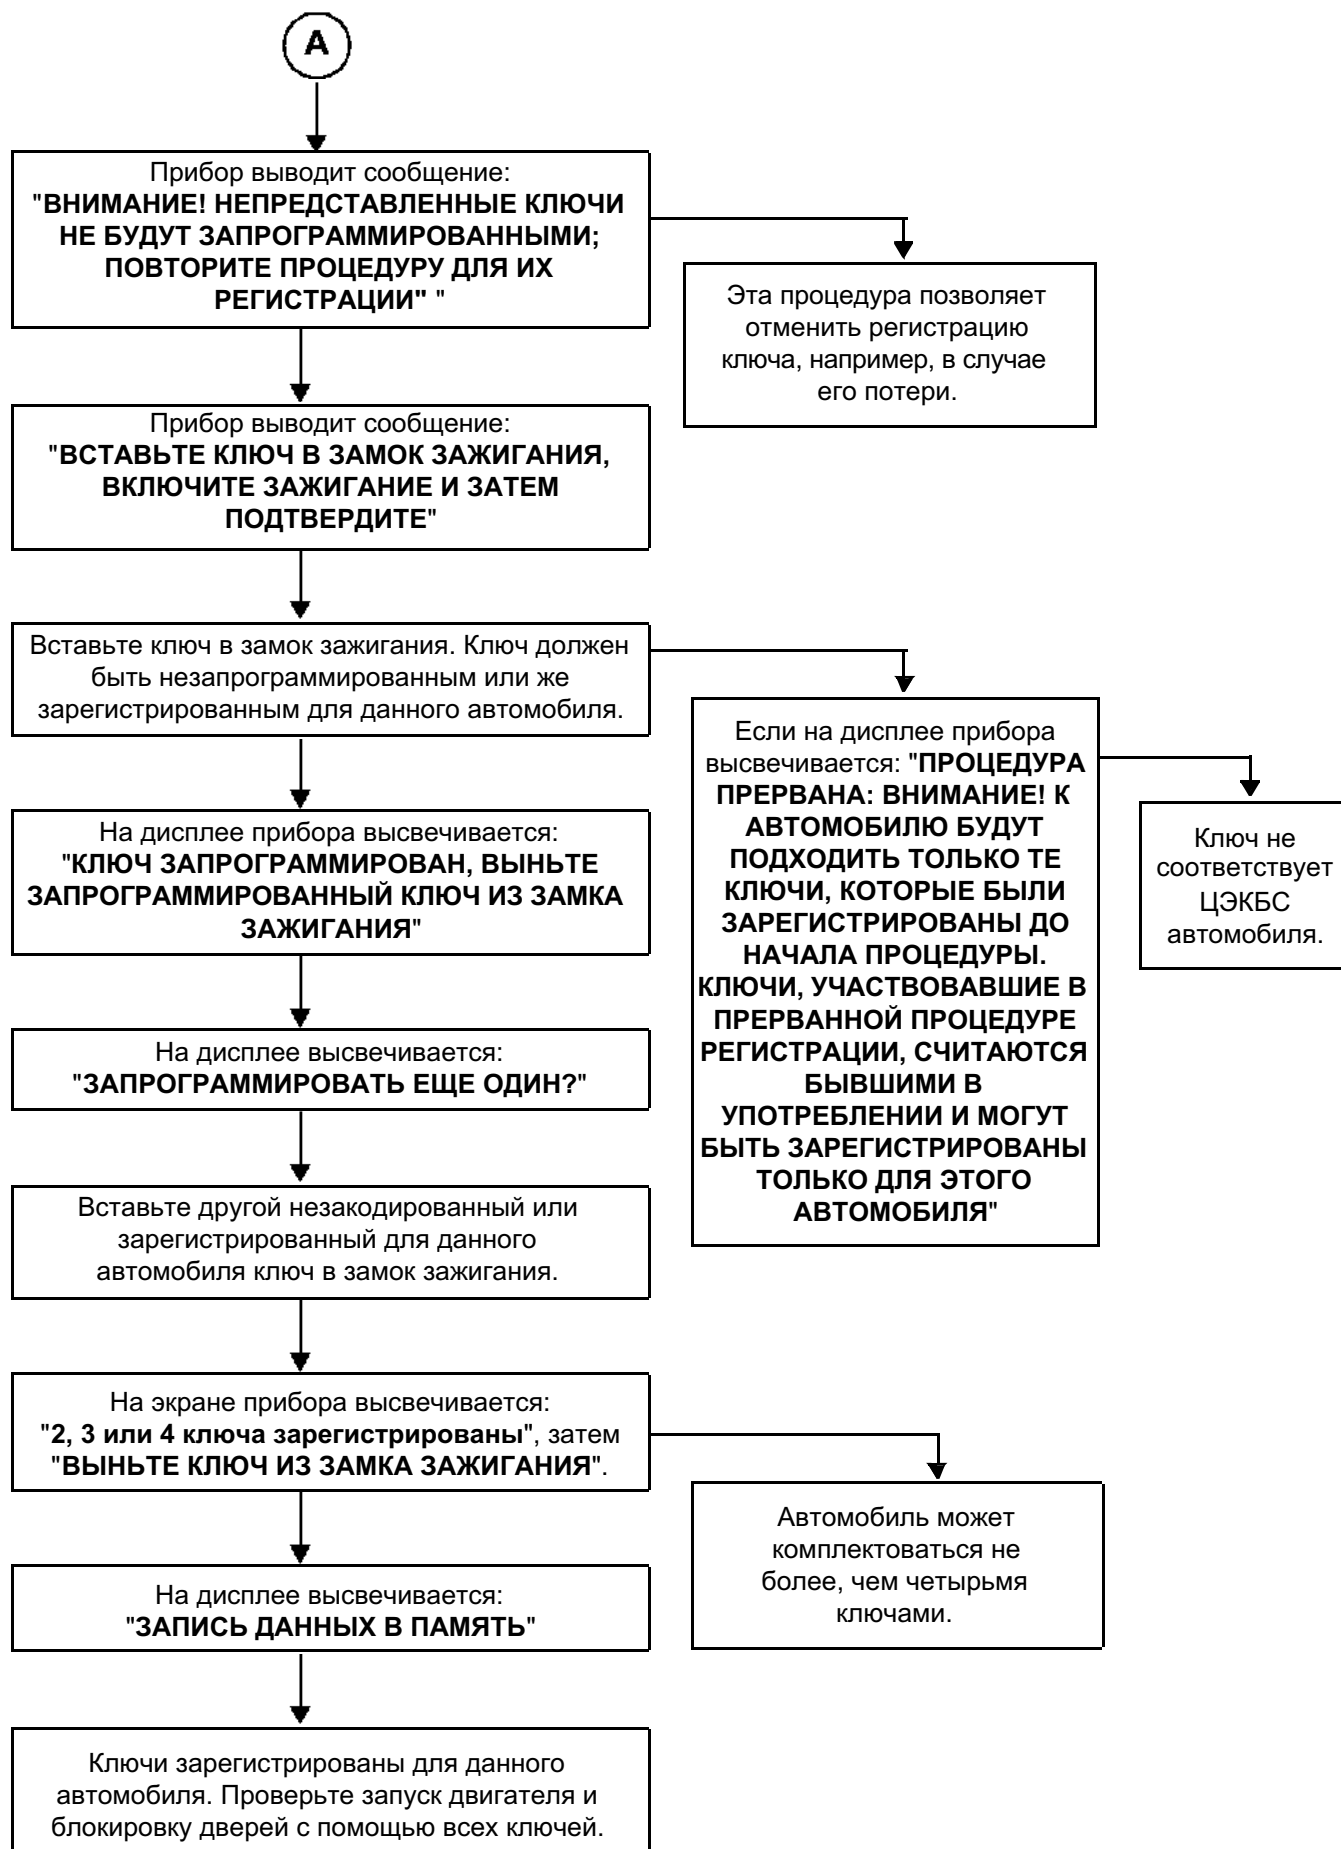 А
Прибор выводит сообщение:
"ВНИМАНИЕ! НЕПРЕДСТАВЛЕННЫЕ КЛЮЧИ
НЕ БУДУТ ЗАПРОГРАММИРОВАННЫМИ;
ПОВТОРИТЕ ПРОЦЕДУРУ ДЛЯ ИХ
РЕГИСТРАЦИИ" "
Эта процедура позволяет
отменить регистрацию
ключа, например, в случае
его потери.
Прибор выводит сообщение:
"ВСТАВЬТЕ КЛЮЧ В ЗАМОК ЗАЖИГАНИЯ,
ВКЛЮЧИТЕ ЗАЖИГАНИЕ И ЗАТЕМ
ПОДТВЕРДИТЕ"
Вставьте ключ в замок зажигания. Ключ должен
быть незапрограммированным или же
зарегистрированным для данного автомобиля.
Если на дисплее прибора
высвечивается: "ПРОЦЕДУРА
ПРЕРВАНА: ВНИМАНИЕ! К
АВТОМОБИЛЮ БУДУТ
ПОДХОДИТЬ ТОЛЬКО ТЕ
КЛЮЧИ, КОТОРЫЕ БЫЛИ
ЗАРЕГИСТРИРОВАНЫ ДО
НАЧАЛА ПРОЦЕДУРЫ.
КЛЮЧИ, УЧАСТВОВАВШИЕ В
ПРЕРВАННОЙ ПРОЦЕДУРЕ
РЕГИСТРАЦИИ, СЧИТАЮТСЯ
БЫВШИМИ В
УПОТРЕБЛЕНИИ И МОГУТ
БЫТЬ ЗАРЕГИСТРИРОВАНЫ
ТОЛЬКО ДЛЯ ЭТОГО
АВТОМОБИЛЯ"
Ключ не
соответствует
ЦЭКБС
автомобиля.
На дисплее прибора высвечивается:
"КЛЮЧ ЗАПРОГРАММИРОВАН, ВЫНЬТЕ
ЗАПРОГРАММИРОВАННЫЙ КЛЮЧ ИЗ ЗАМКА
ЗАЖИГАНИЯ"
На дисплее высвечивается:
"ЗАПРОГРАММИРОВАТЬ ЕЩЕ ОДИН?"
Вставьте другой незакодированный или
зарегистрированный для данного
автомобиля ключ в замок зажигания.
На экране прибора высвечивается:
"2, 3 или 4 ключа зарегистрированы", затем
"ВЫНЬТЕ КЛЮЧ ИЗ ЗАМКА ЗАЖИГАНИЯ".
Автомобиль может
комплектоваться не
более, чем четырьмя
ключами.
На дисплее высвечивается:
"ЗАПИСЬ ДАННЫХ В ПАМЯТЬ"
Ключи зарегистрированы для данного
автомобиля. Проверьте запуск двигателя и
блокировку дверей с помощью всех ключей.